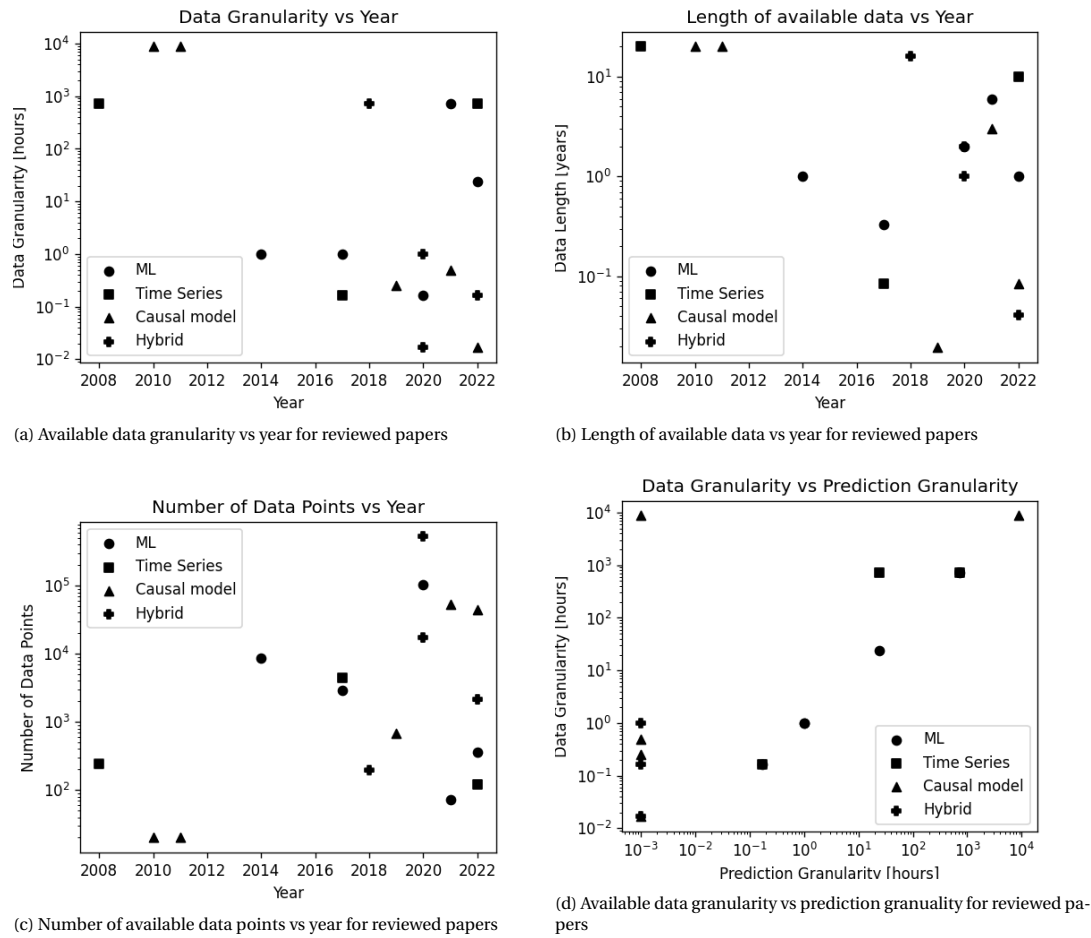 Data Granularity vs Year
Data Granularity [hours]
10^4
10^3
10^2
10^1
10^0
10^-1
10^-2
ML
Time Series
Causal model
Hybrid
2008 2010 2012 2014 2016 2018 2020 2022
Year
(a) Available data granularity vs year for reviewed papers
Length of available data vs Year
Data Length [years]
10^1
10^0
10^-1
ML
Time Series
Causal model
Hybrid
2008 2010 2012 2014 2016 2018 2020 2022
Year
(b) Length of available data vs year for reviewed papers
Number of Data Points vs Year
Number of Data Points
10^5
10^4
10^3
10^2
ML
Time Series
Causal model
Hybrid
2008 2010 2012 2014 2016 2018 2020 2022
Year
(c) Number of available data points vs year for reviewed papers
Data Granularity vs Prediction Granularity
Data Granularity [hours]
10^4
10^3
10^2
10^1
10^0
10^-1
10^-2
ML
Time Series
Causal model
Hybrid
10^-3 10^-2 10^-1 10^0 10^1 10^2 10^3 10^4
Prediction Granularity [hours]
(d) Available data granularity vs prediction granuality for reviewed pa-
pers